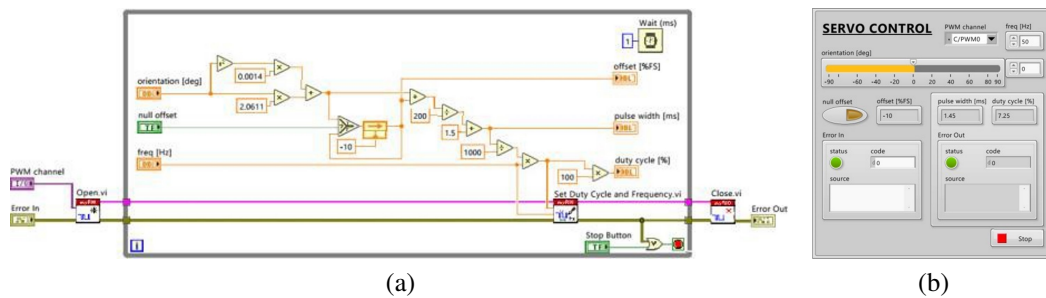 Wait (ms)
1
orientation [deg]
0.0014
2.0611
offset [%FS]
null offset
TF
-10
200
1.5
pulse width [ms]
freq [Hz]
1000
100
duty cycle [%]
PWM channel
I/O
Open.vi
Set Duty Cycle and Frequency.vi
Close.vi
Error In
Error Out
Stop Button
TF
i
(a)
SERVO CONTROL
PWM channel
C/PWM0
freq [Hz]
50
orientation [deg]
0
-90 -80 -60 -40 -20 0 20 40 60 80 90
null offset
offset [%FS]
-10
pulse width [ms]
1.45
duty cycle [%]
7.25
Error In
status
code
0
source
Error Out
status
code
0
source
Stop
(b)